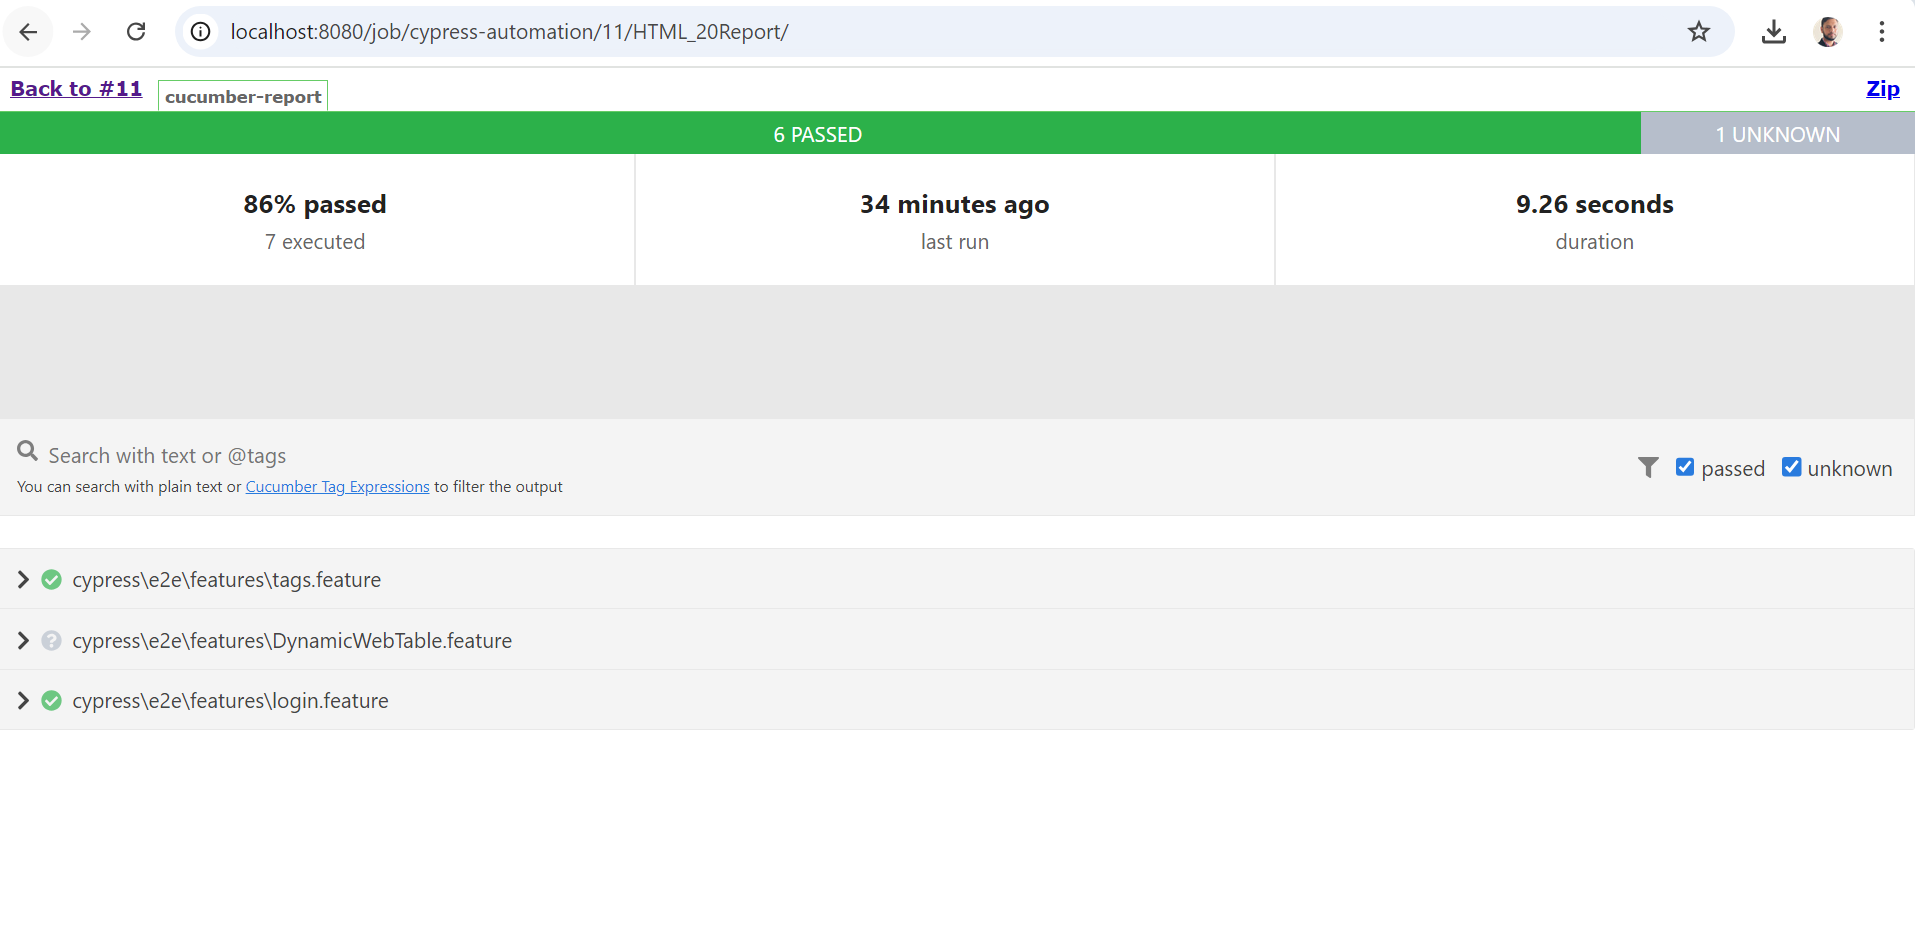 localhost:8080/job/cypress-automation/11/HTML_20Report/
Back to #11
cucumber-report
Zip
6 PASSED
1 UNKNOWN
86% passed
7 executed
34 minutes ago
last run
9.26 seconds
duration
Search with text or @tags
You can search with plain text or Cucumber Tag Expressions to filter the output
passed
unknown
cypress\e2e\features\tags.feature
cypress\e2e\features\DynamicWebTable.feature
cypress\e2e\features\login.feature